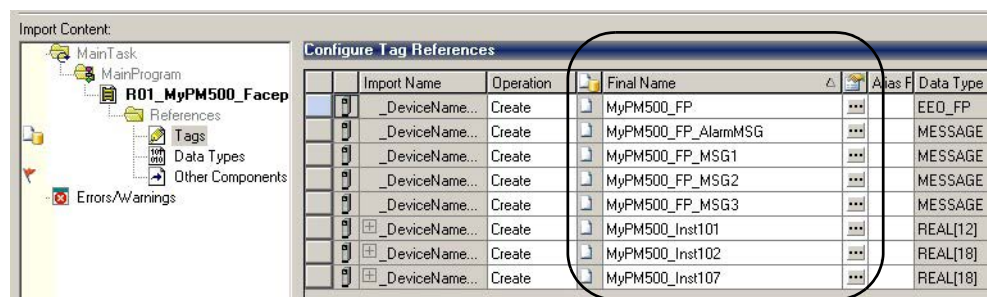 Import Content:
MainTask
MainProgram
R01_MyPM500_Facep
References
Tags
Data Types
Other Components
Errors/Warnings
Configure Tag References
Import Name Operation Final Name Alias F Data Type
_DeviceName... Create MyPM500_FP ... EEO_FP
_DeviceName... Create MyPM500_FP_AlarmMSG ... MESSAGE
_DeviceName... Create MyPM500_FP_MSG1 ... MESSAGE
_DeviceName... Create MyPM500_FP_MSG2 ... MESSAGE
_DeviceName... Create MyPM500_FP_MSG3 ... MESSAGE
_DeviceName... Create MyPM500_Inst101 ... REAL[12]
_DeviceName... Create MyPM500_Inst102 ... REAL[18]
_DeviceName... Create MyPM500_Inst107 ... REAL[18]